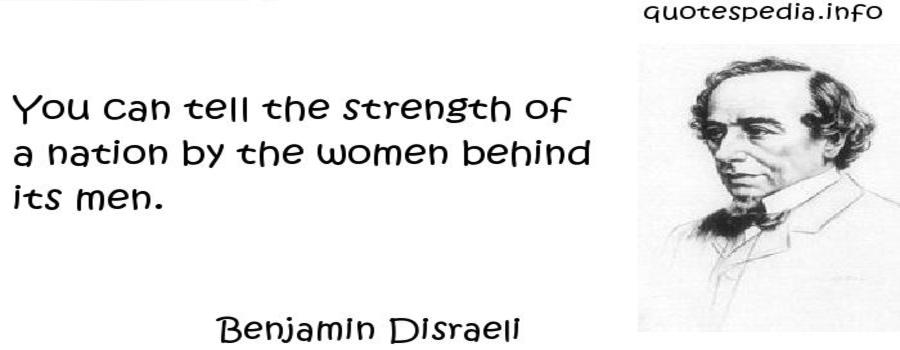 quotespedia.info
You can tell the strength of
a nation by the women behind
its men.
Benjamin Disraeli